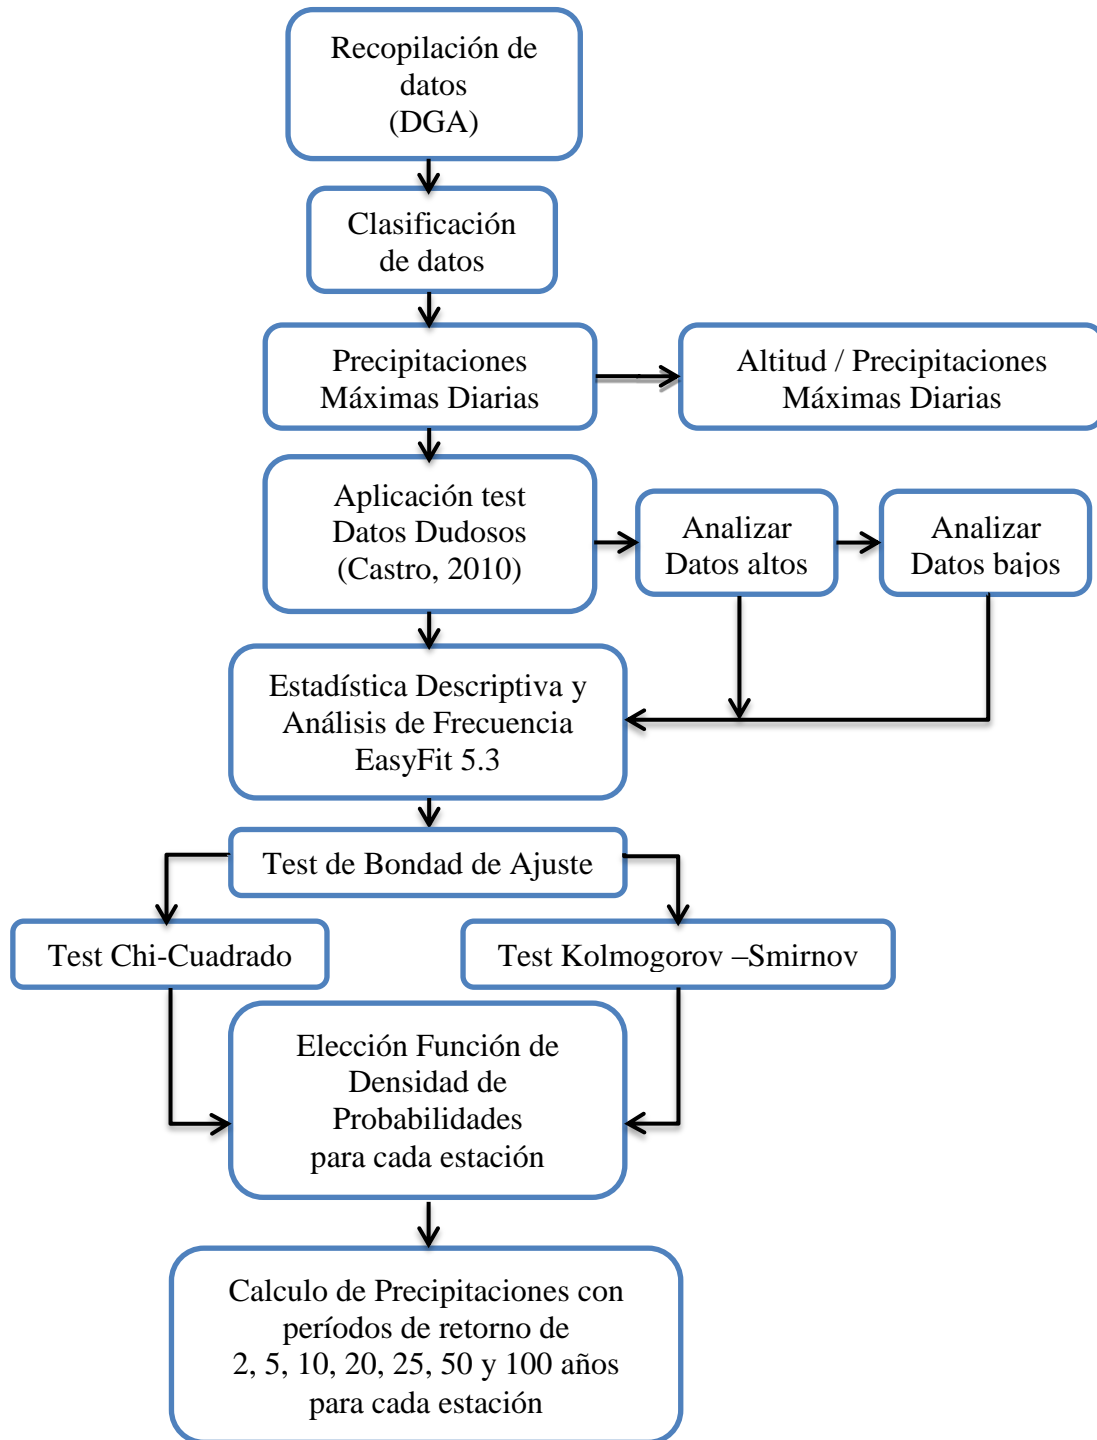 Recopilación de
datos
(DGA)
Clasificación
de datos
Precipitaciones
Máximas Diarias
Altitud / Precipitaciones
Máximas Diarias
Aplicación test
Datos Dudosos
(Castro, 2010)
Analizar
Datos altos
Analizar
Datos bajos
Estadística Descriptiva y
Análisis de Frecuencia
EasyFit 5.3
Test de Bondad de Ajuste
Test Chi-Cuadrado
Test Kolmogorov –Smirnov
Elección Función de
Densidad de
Probabilidades
para cada estación
Calculo de Precipitaciones con
períodos de retorno de
2, 5, 10, 20, 25, 50 y 100 años
para cada estación